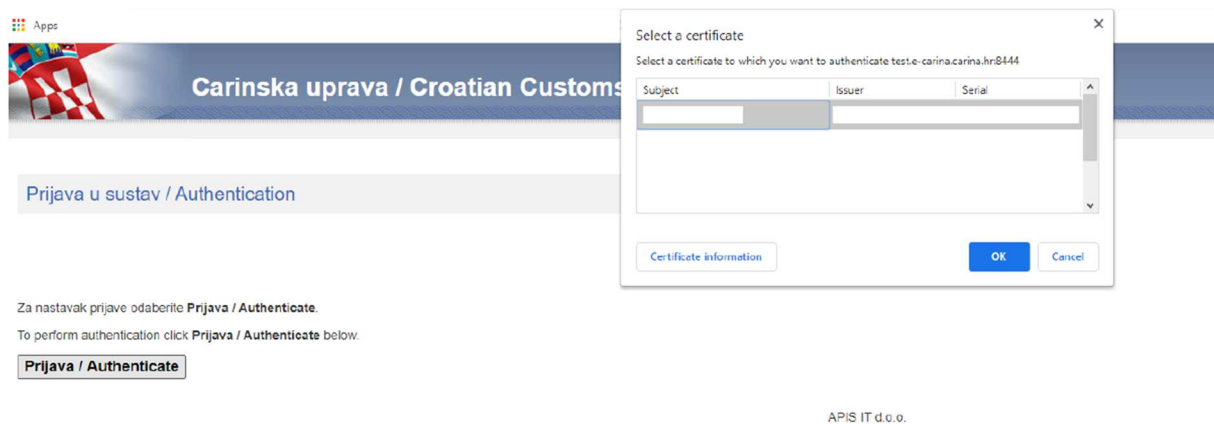 Apps
Carinska uprava / Croatian Customs
Prijava u sustav / Authentication
Za nastavak prijave odaberite Prijava / Authenticate.
To perform authentication click Prijava / Authenticate below.
Prijava / Authenticate
APIS IT d.o.o.
Select a certificate
Select a certificate to which you want to authenticate test.e-carina.carina.hr:8444
Subject Issuer Serial
Certificate information OK Cancel